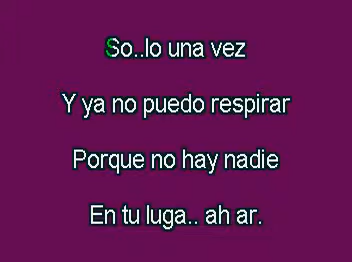 So..lo una vez
Y ya no puedo respirar
Porque no hay nadie
En tu luga.. ah ar.